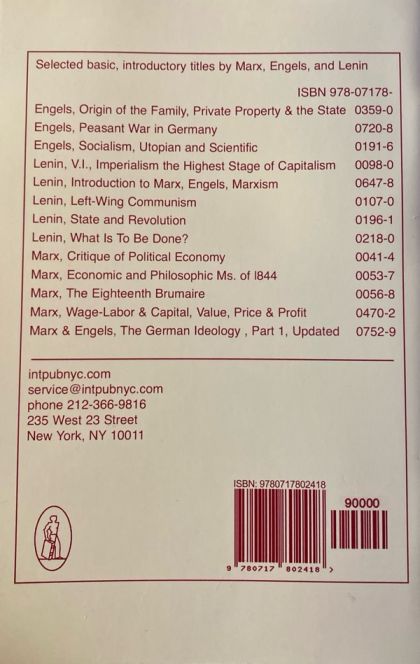 Selected basic, introductory titles by Marx, Engels, and Lenin
ISBN 978-07178-
Engels, Origin of the Family, Private Property & the State 0359-0
Engels, Peasant War in Germany 0720-8
Engels, Socialism, Utopian and Scientific 0191-6
Lenin, V.I., Imperialism the Highest Stage of Capitalism 0098-0
Lenin, Introduction to Marx, Engels, Marxism 0647-8
Lenin, Left-Wing Communism 0107-0
Lenin, State and Revolution 0196-1
Lenin, What Is To Be Done? 0218-0
Marx, Critique of Political Economy 0041-4
Marx, Economic and Philosophic Ms. of l844 0053-7
Marx, The Eighteenth Brumaire 0056-8
Marx, Wage-Labor & Capital, Value, Price & Profit 0470-2
Marx & Engels, The German Ideology , Part 1, Updated 0752-9
intpubnyc.com
service@intpubnyc.com
phone 212-366-9816
235 West 23 Street
New York, NY 10011
ISBN: 9780717802418
90000
9 780717 802418 >